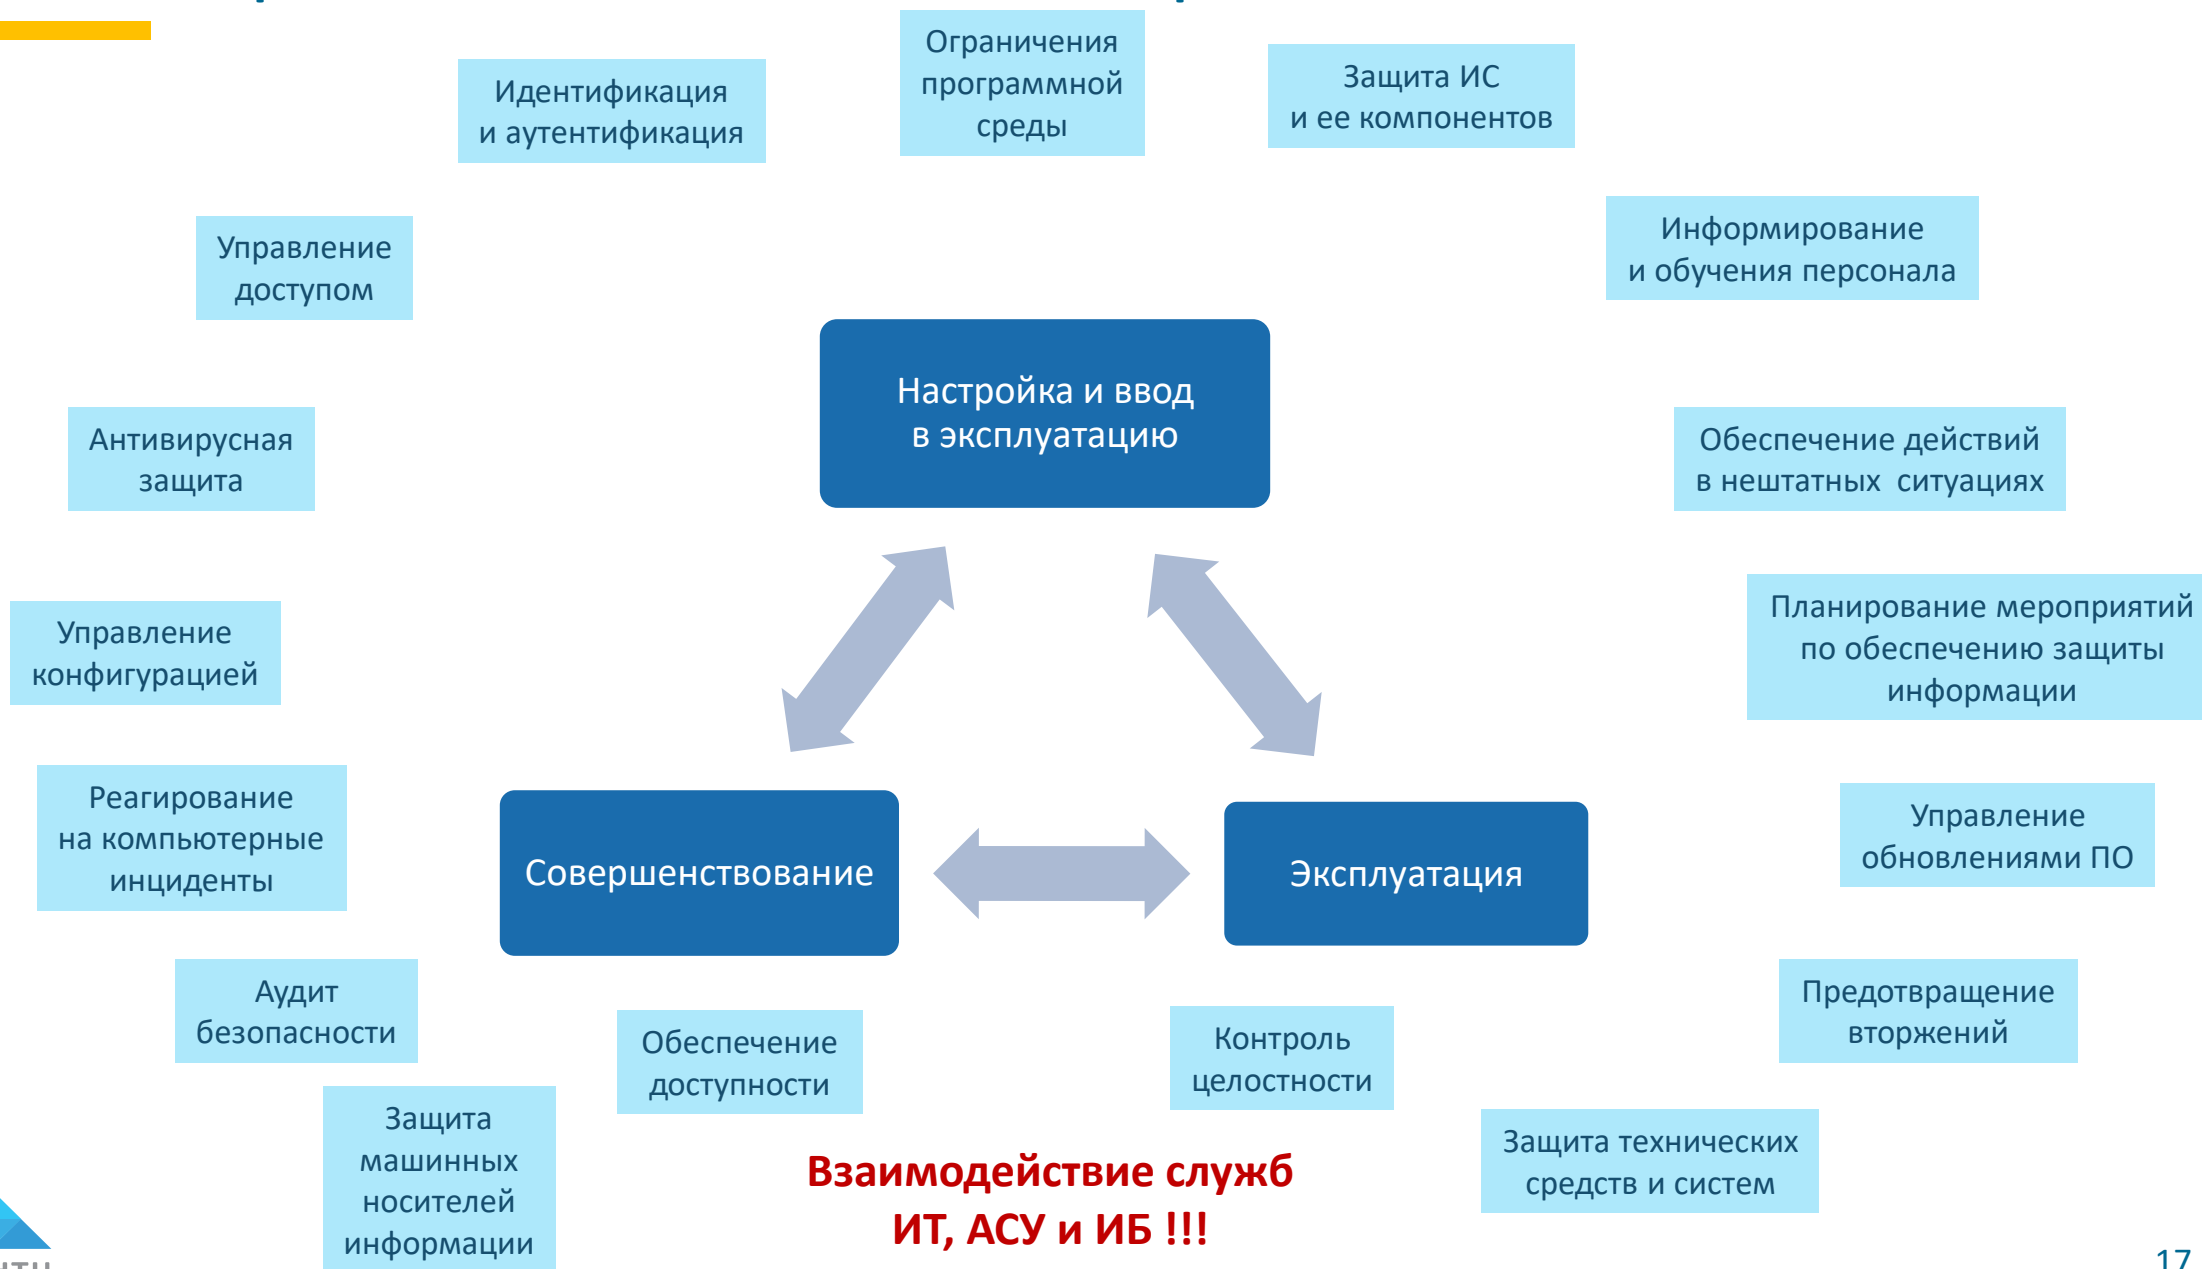 Ограничения
программной
среды
Идентификация
и аутентификация
Защита ИС
и ее компонентов
Управление
доступом
Информирование
и обучения персонала
Настройка и ввод
в эксплуатацию
Антивирусная
защита
Обеспечение действий
в нештатных ситуациях
Управление
конфигурацией
Планирование мероприятий
по обеспечению защиты
информации
Реагирование
на компьютерные
инциденты
Совершенствование
Эксплуатация
Управление
обновлениями ПО
Аудит
безопасности
Обеспечение
доступности
Контроль
целостности
Предотвращение
вторжений
Защита
машинных
носителей
информации
Взаимодействие служб
ИТ, АСУ и ИБ !!!
Защита технических
средств и систем
17